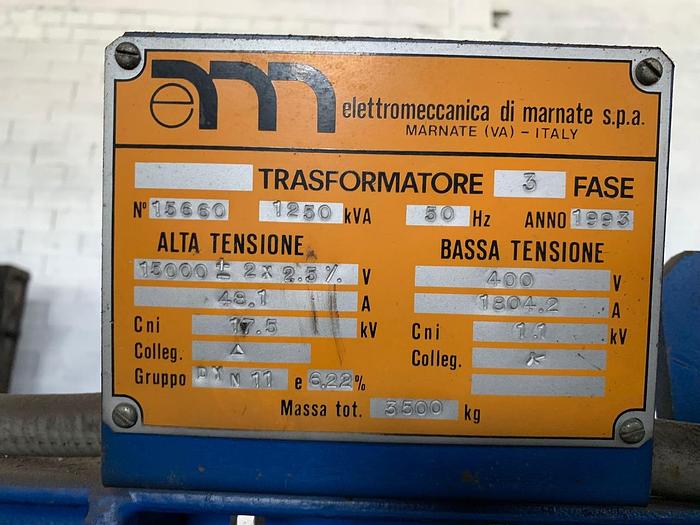 em elettromeccanica di marnate s.p.a.
MARNATE (VA) - ITALY
TRASFORMATORE 3 FASE
N° 15660 1250 kVA 50 Hz ANNO 1993
ALTA TENSIONE BASSA TENSIONE
15000 ± 2x 2.5% V 400 V
48.1 A 1804.2 A
Cni 17.5 kV Cni 1.1 kV
Colleg. Δ Colleg. Y
Gruppo DYN 11 e 6.22%
Massa tot. 3500 kg